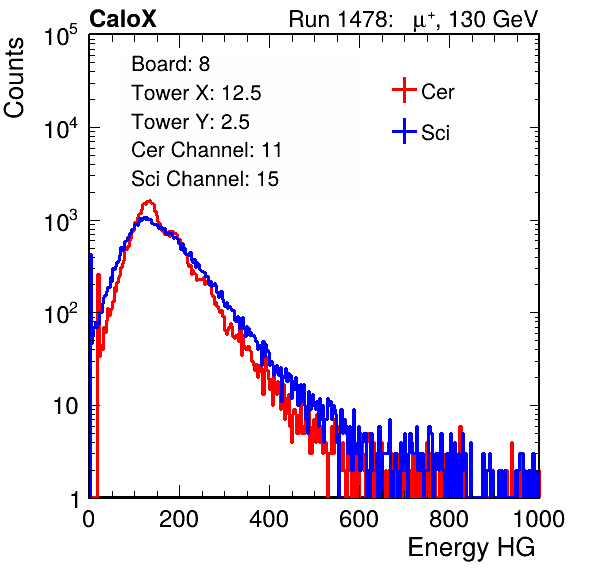 CaloX Run 1478: μ⁺, 130 GeV
Counts
Board: 8
Tower X: 12.5
Tower Y: 2.5
Cer Channel: 11
Sci Channel: 15
Cer
Sci
10⁵
10⁴
10³
10²
10
1
0 200 400 600 800 1000
Energy HG